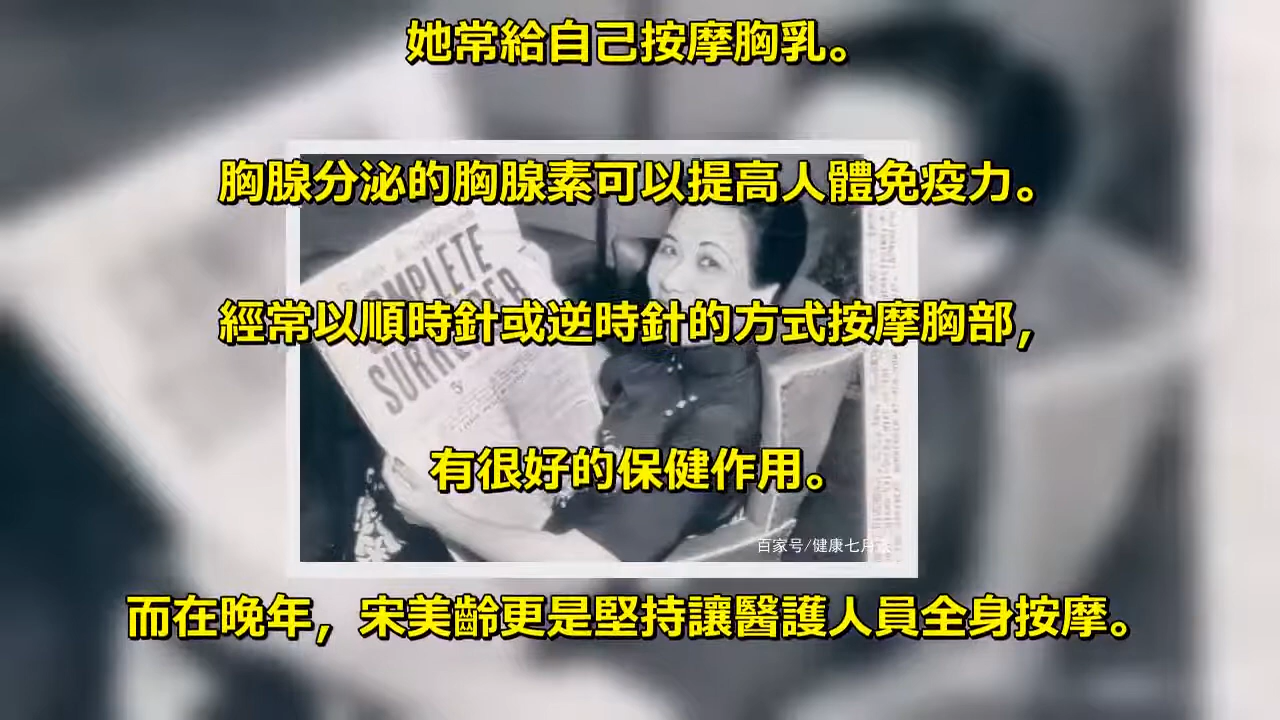 她常給自己按摩胸乳。
胸腺分泌的胸腺素可以提高人體免疫力。
COMPLETE
經常以順時針或逆時針的方式按摩胸部，
SURRENDER
有很好的保健作用。
百家号/健康七月
而在晚年，宋美齡更是堅持讓醫護人員全身按摩。